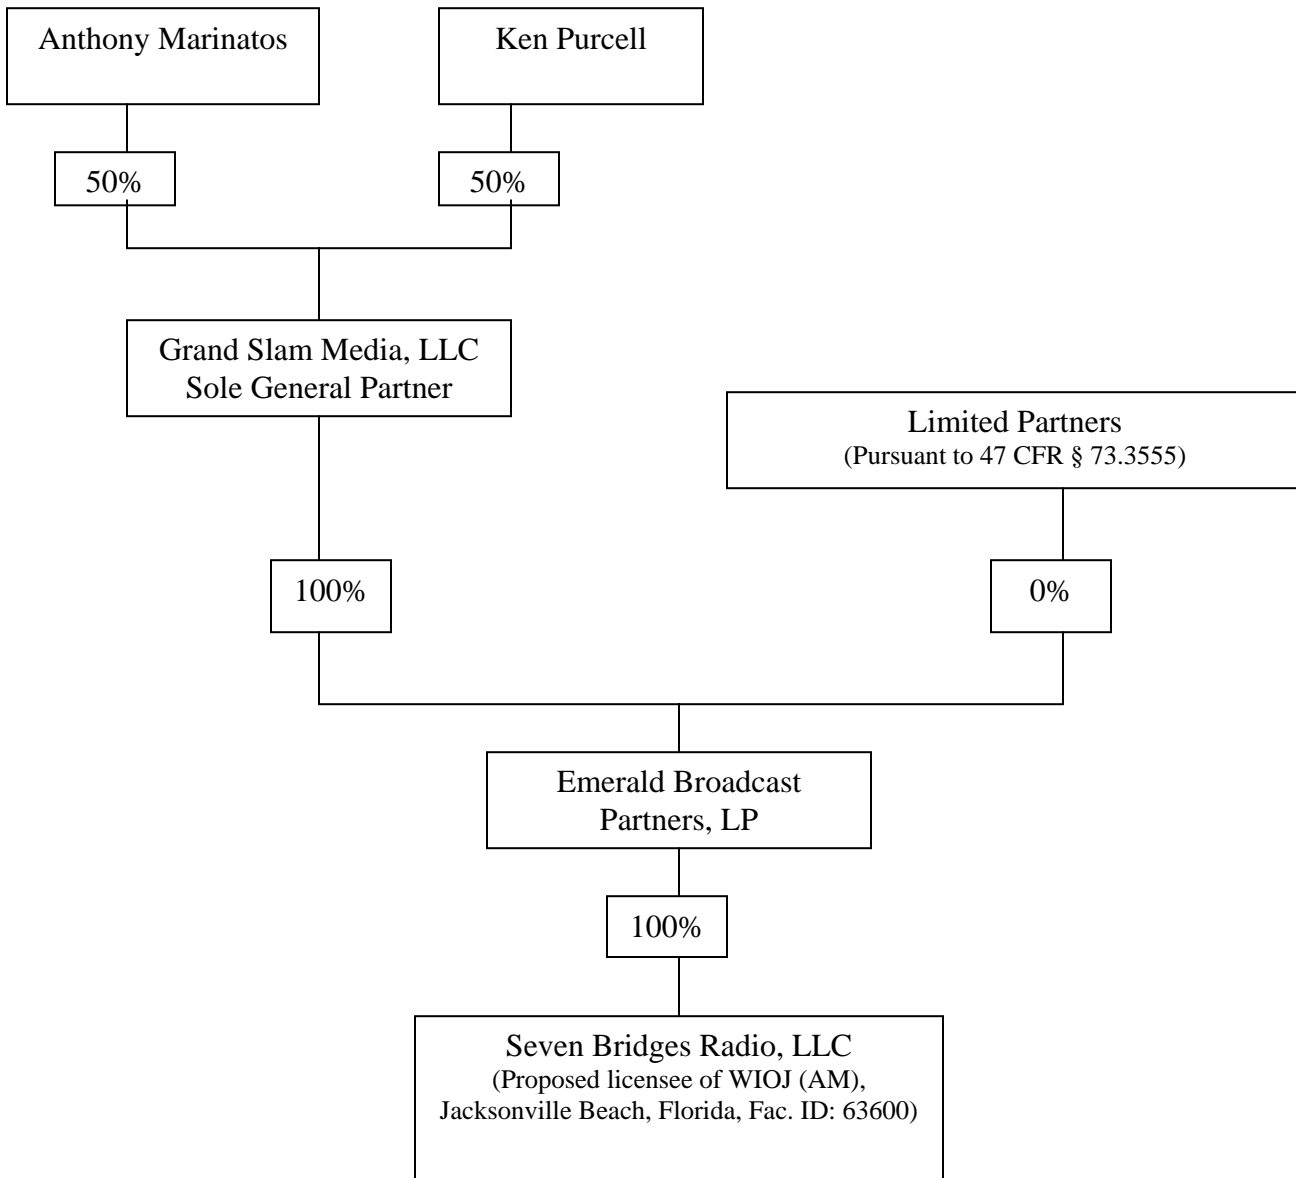 Anthony Marinatos
Ken Purcell
50%
50%
Grand Slam Media, LLC
Sole General Partner
Limited Partners
(Pursuant to 47 CFR § 73.3555)
100%
0%
Emerald Broadcast
Partners, LP
100%
Seven Bridges Radio, LLC
(Proposed licensee of WIOJ (AM),
Jacksonville Beach, Florida, Fac. ID: 63600)